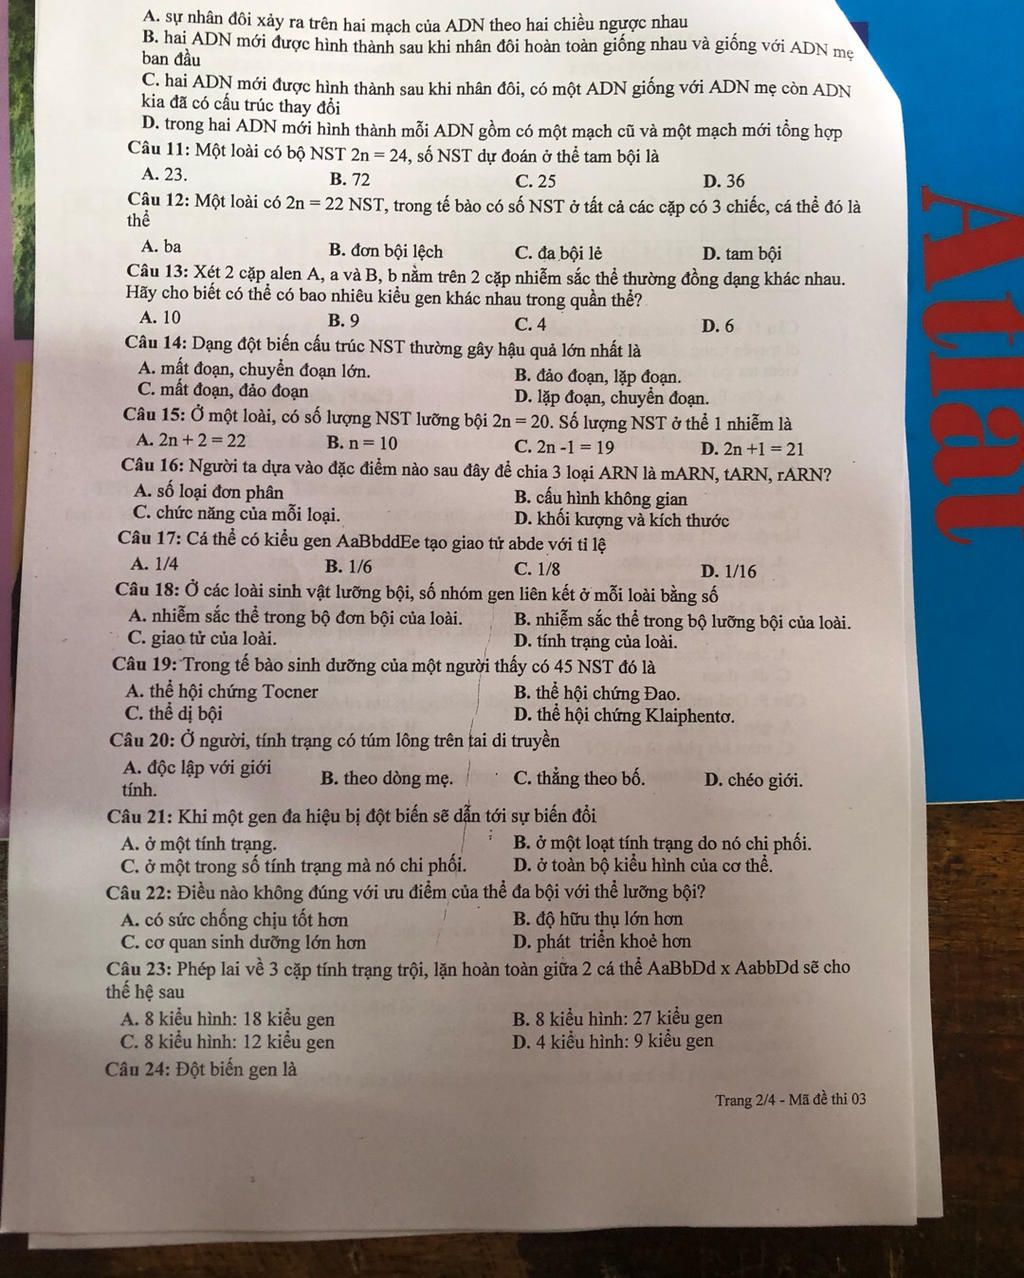 A. sự nhân đôi xảy ra trên hai mạch của ADN theo hai chiều ngược nhau
B. hai ADN mới được hình thành sau khi nhân đôi hoàn toàn giống nhau và giống với ADN mẹ
ban đầu
C. hai ADN mới được hình thành sau khi nhân đôi, có một ADN giống với ADN mẹ còn ADN
kia đã có cấu trúc thay đổi
D. trong hai ADN mới hình thành mỗi ADN gồm có một mạch cũ và một mạch mới tổng hợp
Câu 11: Một loài có bộ NST 2n = 24, số NST dự đoán ở thể tam bội là
A. 23. B. 72 C. 25 D. 36
Câu 12: Một loài có 2n = 22 NST, trong tế bào có số NST ở tất cả các cặp có 3 chiếc, cá thể đó là
thể
A. ba B. đơn bội lệch C. đa bội lẻ D. tam bội
Câu 13: Xét 2 cặp alen A, a và B, b nằm trên 2 cặp nhiễm sắc thể thường đồng dạng khác nhau.
Hãy cho biết có thể có bao nhiêu kiểu gen khác nhau trong quần thể?
A. 10 B. 9 C. 4 D. 6
Câu 14: Dạng đột biến cấu trúc NST thường gây hậu quả lớn nhất là
A. mất đoạn, chuyển đoạn lớn. B. đảo đoạn, lặp đoạn.
C. mất đoạn, đảo đoạn D. lặp đoạn, chuyển đoạn.
Câu 15: Ở một loài, có số lượng NST lưỡng bội 2n = 20. Số lượng NST ở thể 1 nhiễm là
A. 2n + 2 = 22 B. n = 10 C. 2n -1 = 19 D. 2n +1 = 21
Câu 16: Người ta dựa vào đặc điểm nào sau đây để chia 3 loại ARN là mARN, tARN, rARN?
A. số loại đơn phân B. cấu hình không gian
C. chức năng của mỗi loại. D. khối kượng và kích thước
Câu 17: Cá thể có kiểu gen AaBbddEe tạo giao tử abde với tỉ lệ
A. 1/4 B. 1/6 C. 1/8 D. 1/16
Câu 18: Ở các loài sinh vật lưỡng bội, số nhóm gen liên kết ở mỗi loài bằng số
A. nhiễm sắc thể trong bộ đơn bội của loài. B. nhiễm sắc thể trong bộ lưỡng bội của loài.
C. giao tử của loài. D. tính trạng của loài.
Câu 19: Trong tế bào sinh dưỡng của một người thấy có 45 NST đó là
A. thể hội chứng Tocner B. thể hội chứng Đao.
C. thể dị bội D. thể hội chứng Klaiphentơ.
Câu 20: Ở người, tính trạng có túm lông trên tai di truyền
A. độc lập với giới
tính. B. theo dòng mẹ. C. thẳng theo bố. D. chéo giới.
Câu 21: Khi một gen đa hiệu bị đột biến sẽ dẫn tới sự biến đổi
A. ở một tính trạng. B. ở một loạt tính trạng do nó chi phối.
C. ở một trong số tính trạng mà nó chi phối. D. ở toàn bộ kiểu hình của cơ thể.
Câu 22: Điều nào không đúng với ưu điểm của thể đa bội với thể lưỡng bội?
A. có sức chống chịu tốt hơn B. độ hữu thụ lớn hơn
C. cơ quan sinh dưỡng lớn hơn D. phát triển khoẻ hơn
Câu 23: Phép lai về 3 cặp tính trạng trội, lặn hoàn toàn giữa 2 cá thể AaBbDd x AabbDd sẽ cho
thế hệ sau
A. 8 kiểu hình: 18 kiểu gen B. 8 kiểu hình: 27 kiểu gen
C. 8 kiểu hình: 12 kiểu gen D. 4 kiểu hình: 9 kiểu gen
Câu 24: Đột biến gen là
Trang 2/4 - Mã đề thi 03
Atlat